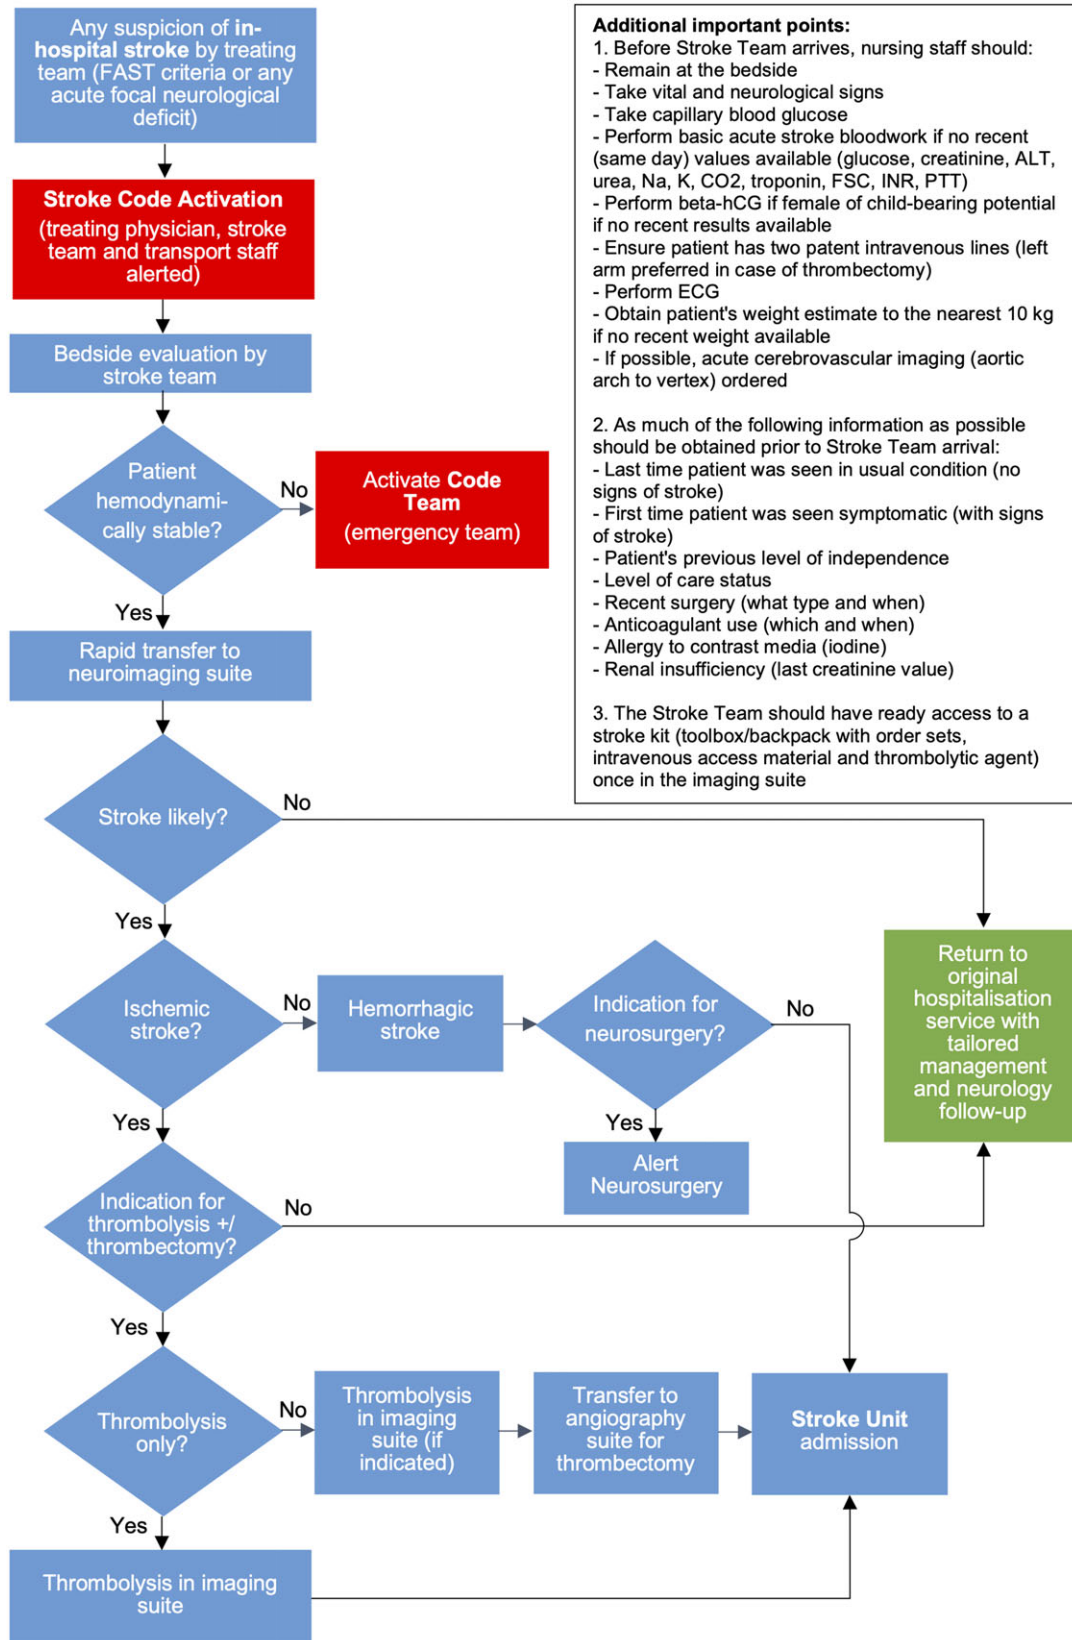 Any suspicion of in-
hospital stroke by treating
team (FAST criteria or any
acute focal neurological
deficit)
Stroke Code Activation
(treating physician, stroke
team and transport staff
alerted)
Bedside evaluation by
stroke team
Patient
hemodynami-
cally stable?
No
Activate Code
Team
(emergency team)
Yes
Rapid transfer to
neuroimaging suite
Additional important points:
1. Before Stroke Team arrives, nursing staff should:
- Remain at the bedside
- Take vital and neurological signs
- Take capillary blood glucose
- Perform basic acute stroke bloodwork if no recent
(same day) values available (glucose, creatinine, ALT,
urea, Na, K, CO2, troponin, FSC, INR, PTT)
- Perform beta-hCG if female of child-bearing potential
if no recent results available
- Ensure patient has two patent intravenous lines (left
arm preferred in case of thrombectomy)
- Perform ECG
- Obtain patient's weight estimate to the nearest 10 kg
if no recent weight available
- If possible, acute cerebrovascular imaging (aortic
arch to vertex) ordered
2. As much of the following information as possible
should be obtained prior to Stroke Team arrival:
- Last time patient was seen in usual condition (no
signs of stroke)
- First time patient was seen symptomatic (with signs
of stroke)
- Patient's previous level of independence
- Level of care status
- Recent surgery (what type and when)
- Anticoagulant use (which and when)
- Allergy to contrast media (iodine)
- Renal insufficiency (last creatinine value)
3. The Stroke Team should have ready access to a
stroke kit (toolbox/backpack with order sets,
intravenous access material and thrombolytic agent)
once in the imaging suite
Stroke likely?
No
Yes
Ischemic
stroke?
No
Hemorrhagic
stroke
Indication for
neurosurgery?
No
Return to
original
hospitalisation
service with
tailored
management
and neurology
follow-up
Yes
Yes
Alert
Neurosurgery
Indication for
thrombolysis +/
thrombectomy?
No
Yes
Thrombolysis
only?
No
Thrombolysis
in imaging
suite (if
indicated)
Transfer to
angiography
suite for
thrombectomy
Stroke Unit
admission
Yes
Thrombolysis in imaging
suite